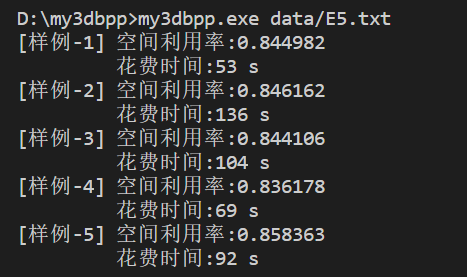 D:\my3dbpp>my3dbpp.exe data/E5.txt
[样例-1] 空间利用率:0.844982
花费时间:53 s
[样例-2] 空间利用率:0.846162
花费时间:136 s
[样例-3] 空间利用率:0.844106
花费时间:104 s
[样例-4] 空间利用率:0.836178
花费时间:69 s
[样例-5] 空间利用率:0.858363
花费时间:92 s